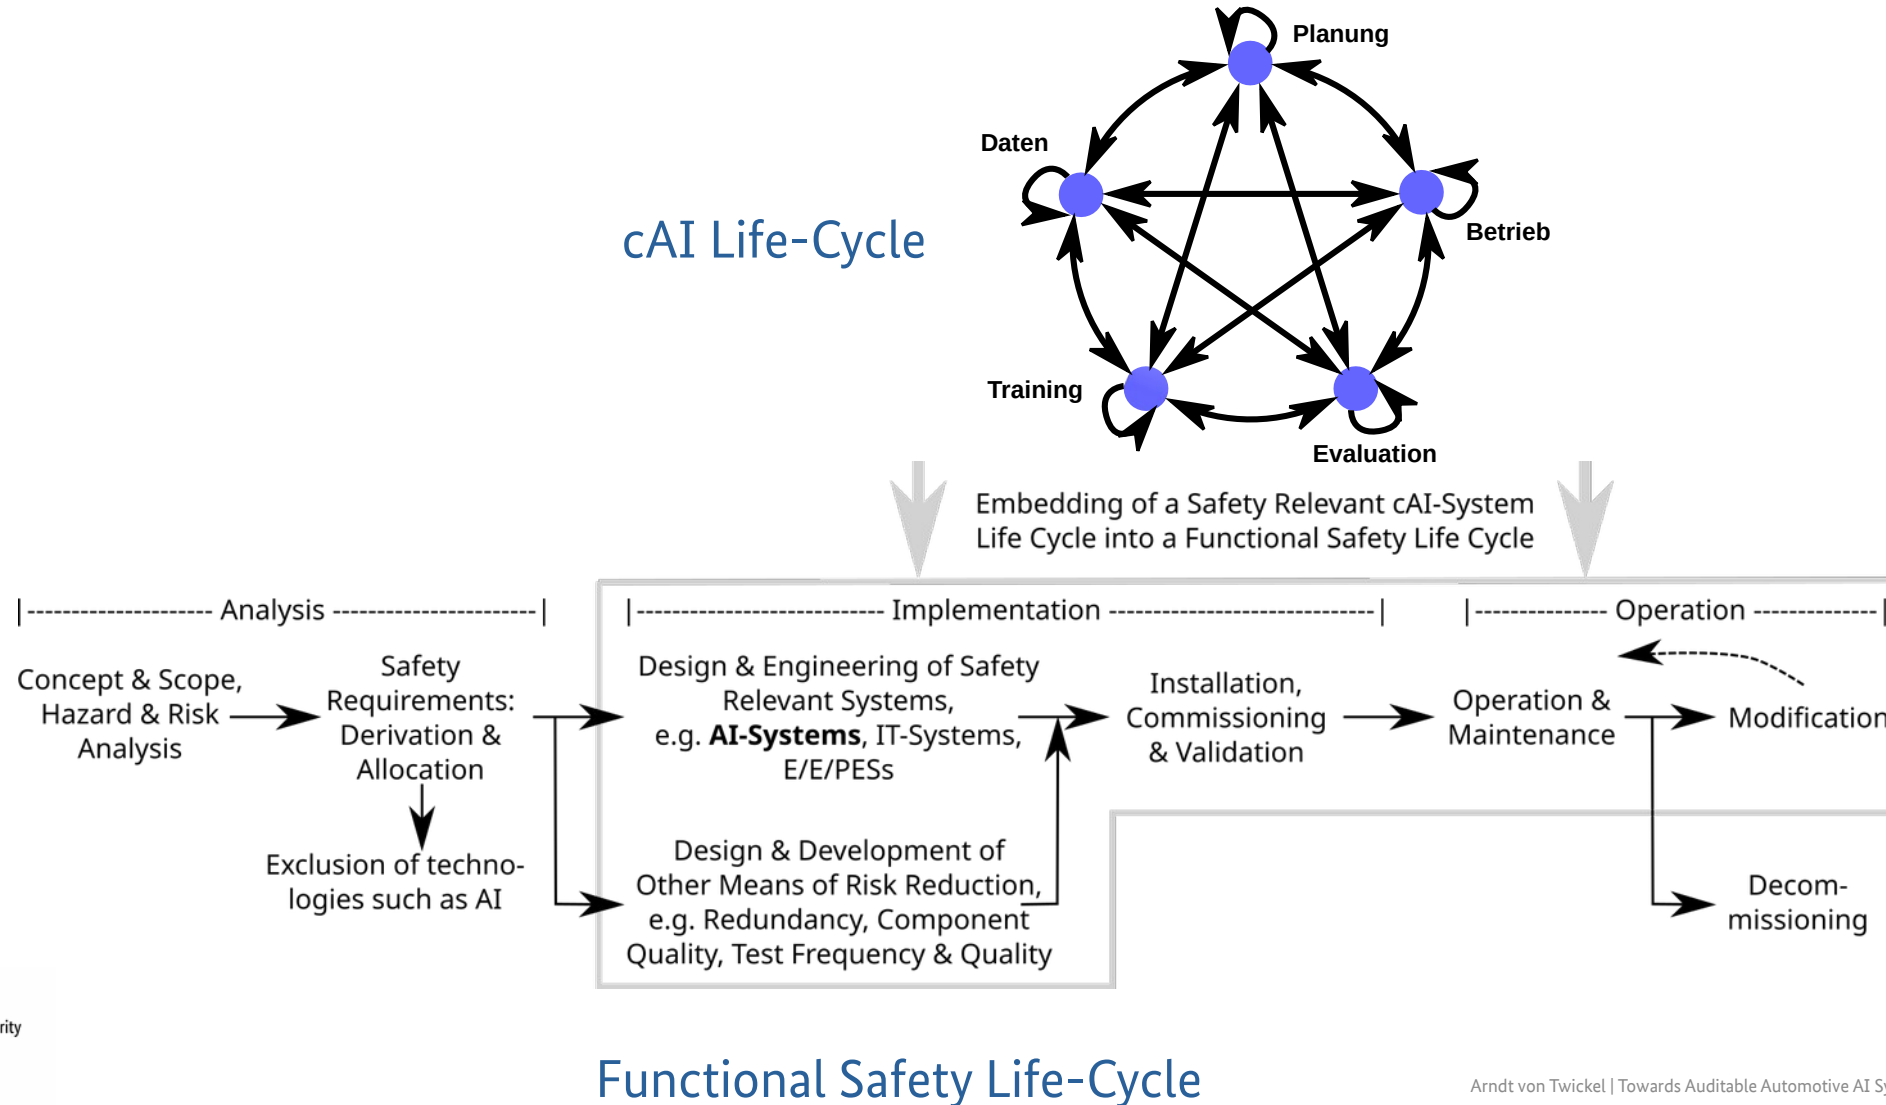 Planung
Daten
cAI Life-Cycle
Betrieb
Training
Evaluation
Embedding of a Safety Relevant cAI-System
Life Cycle into a Functional Safety Life Cycle
|--------------------- Analysis -----------------------|
|---------------------------- Implementation ------------------------------|
|--------------- Operation --------------|
Concept & Scope,
Hazard & Risk
Analysis
Safety
Requirements:
Derivation &
Allocation
Exclusion of techno-
logies such as AI
Design & Engineering of Safety
Relevant Systems,
e.g. AI-Systems, IT-Systems,
E/E/PESs
Design & Development of
Other Means of Risk Reduction,
e.g. Redundancy, Component
Quality, Test Frequency & Quality
Installation,
Commissioning
& Validation
Operation &
Maintenance
Modification
Decom-
missioning
rity
Functional Safety Life-Cycle
Arndt von Twickel | Towards Auditable Automotive AI Sy